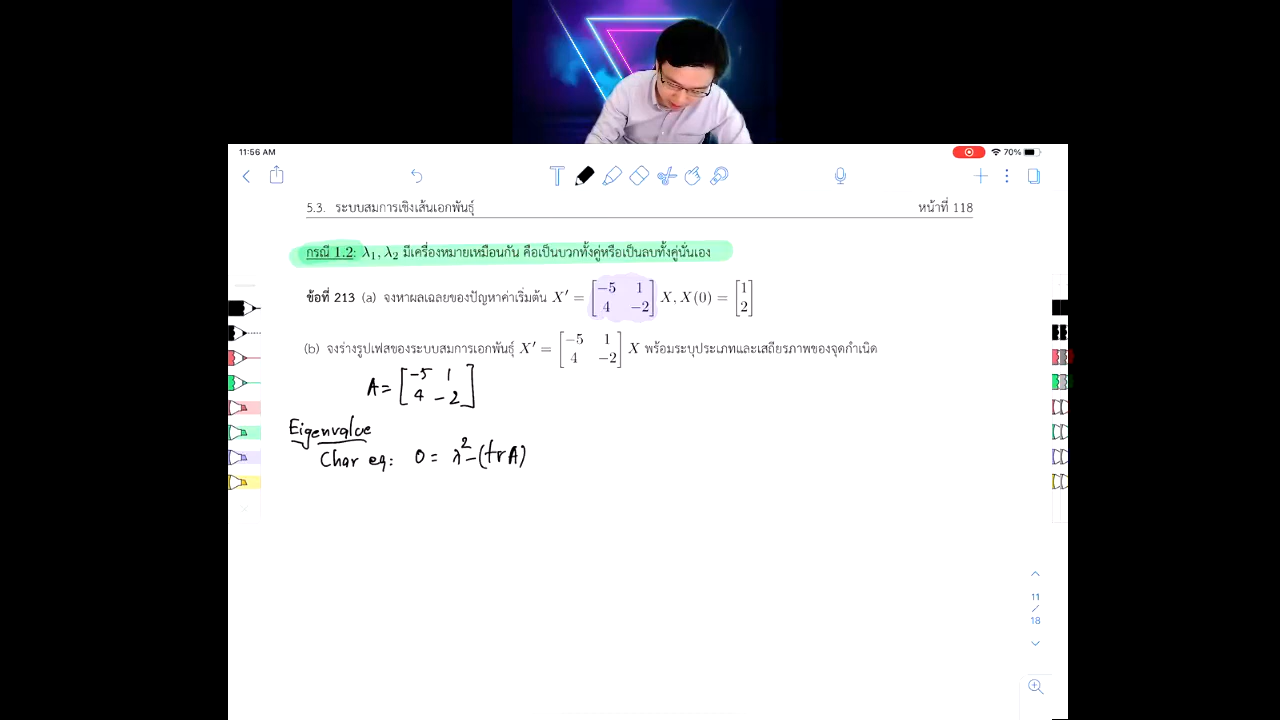 11:56 AM
70%
T
5.3. ระบบสมการเชิงเส้นเอกพันธุ์ หน้าที่ 118
กรณี 1.2: λ₁, λ₂ มีเครื่องหมายเหมือนกัน คือเป็นบวกทั้งคู่หรือเป็นลบทั้งคู่นั่นเอง
ข้อที่ 213 (a) จงหาผลเฉลยของปัญหาค่าเริ่มต้น X′ = [−5 1; 4 −2] X, X(0) = [1; 2]
(b) จงร่างรูปเฟสของระบบสมการเอกพันธุ์ X′ = [−5 1; 4 −2] X พร้อมระบุประเภทและเสถียรภาพของจุดกำเนิด
A = [−5 1; 4 −2]
Eigenvalue
Char eq: 0 = λ² − (tr A)
11
/
18